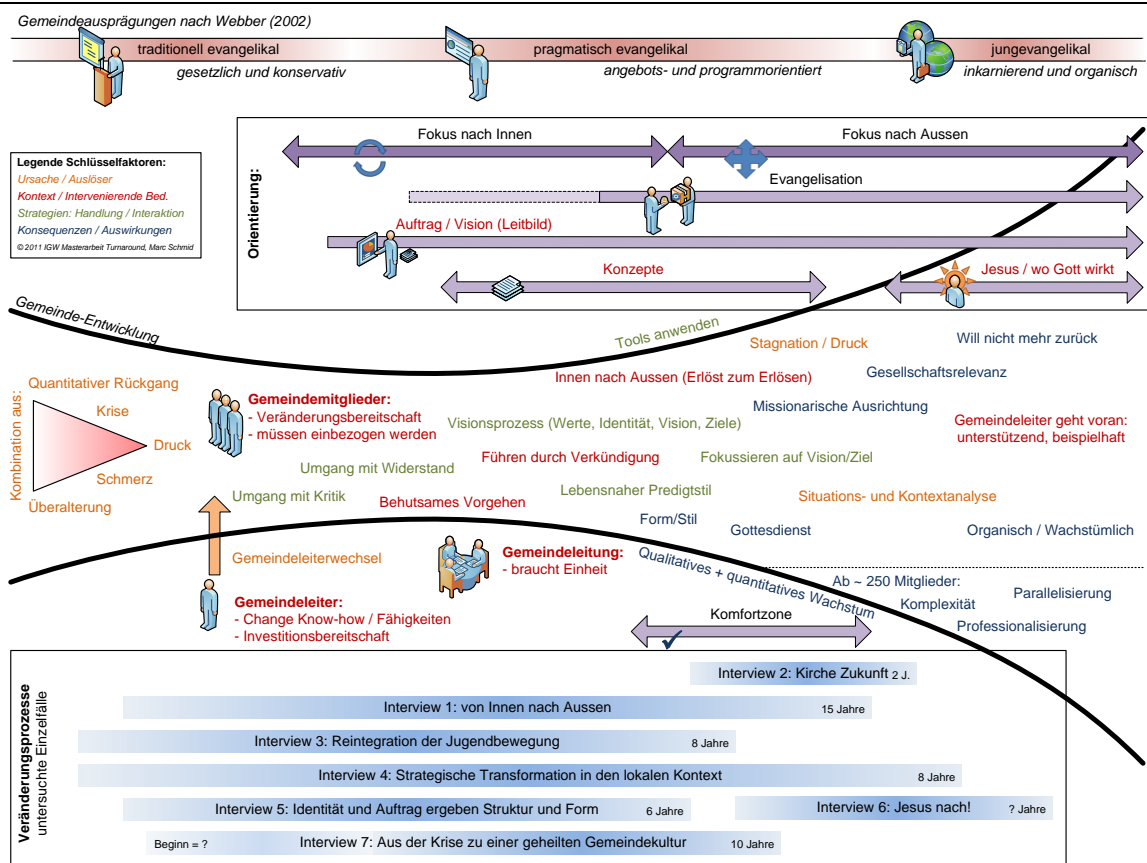 Gemeindeausprägungen nach Webber (2002)
traditionell evangelikal
pragmatisch evangelikal
jungevangelikal
gesetzlich und konservativ
angebots- und programmorientiert
inkarnierend und organisch
Legende Schlüsselfaktoren:
Ursache / Auslöser
Kontext / Intervenierende Bed.
Strategien: Handlung / Interaktion
Konsequenzen / Auswirkungen
© 2011 IGW Masterarbeit Turnaround, Marc Schmid
Orientierung:
Fokus nach Innen
Fokus nach Aussen
Evangelisation
Auftrag / Vision (Leitbild)
Konzepte
Jesus / wo Gott wirkt
Gemeinde-Entwicklung
Tools anwenden
Stagnation / Druck
Will nicht mehr zurück
Innen nach Aussen (Erlöst zum Erlösen)
Gesellschaftsrelevanz
Kombination aus:
Quantitativer Rückgang
Krise
Druck
Schmerz
Überalterung
Gemeindemitglieder:
- Veränderungsbereitschaft
- müssen einbezogen werden
Visionsprozess (Werte, Identität, Vision, Ziele)
Missionarische Ausrichtung
Gemeindeleiter geht voran:
unterstützend, beispielhaft
Umgang mit Widerstand
Führen durch Verkündigung
Fokussieren auf Vision/Ziel
Umgang mit Kritik
Behutsames Vorgehen
Lebensnaher Predigtstil
Situations- und Kontextanalyse
Form/Stil
Gottesdienst
Organisch / Wachstümlich
Gemeindeleiterwechsel
Gemeindeleitung:
- braucht Einheit
Qualitatives + quantitatives Wachstum
Ab ~ 250 Mitglieder:
Komplexität
Parallelisierung
Professionalisierung
Gemeindeleiter:
- Change Know-how / Fähigkeiten
- Investitionsbereitschaft
Komfortzone
Veränderungsprozesse
untersuchte Einzelfälle
Interview 2: Kirche Zukunft 2 J.
Interview 1: von Innen nach Aussen 15 Jahre
Interview 3: Reintegration der Jugendbewegung 8 Jahre
Interview 4: Strategische Transformation in den lokalen Kontext 8 Jahre
Interview 5: Identität und Auftrag ergeben Struktur und Form 6 Jahre
Interview 6: Jesus nach! ? Jahre
Beginn = ? Interview 7: Aus der Krise zu einer geheilten Gemeindekultur 10 Jahre